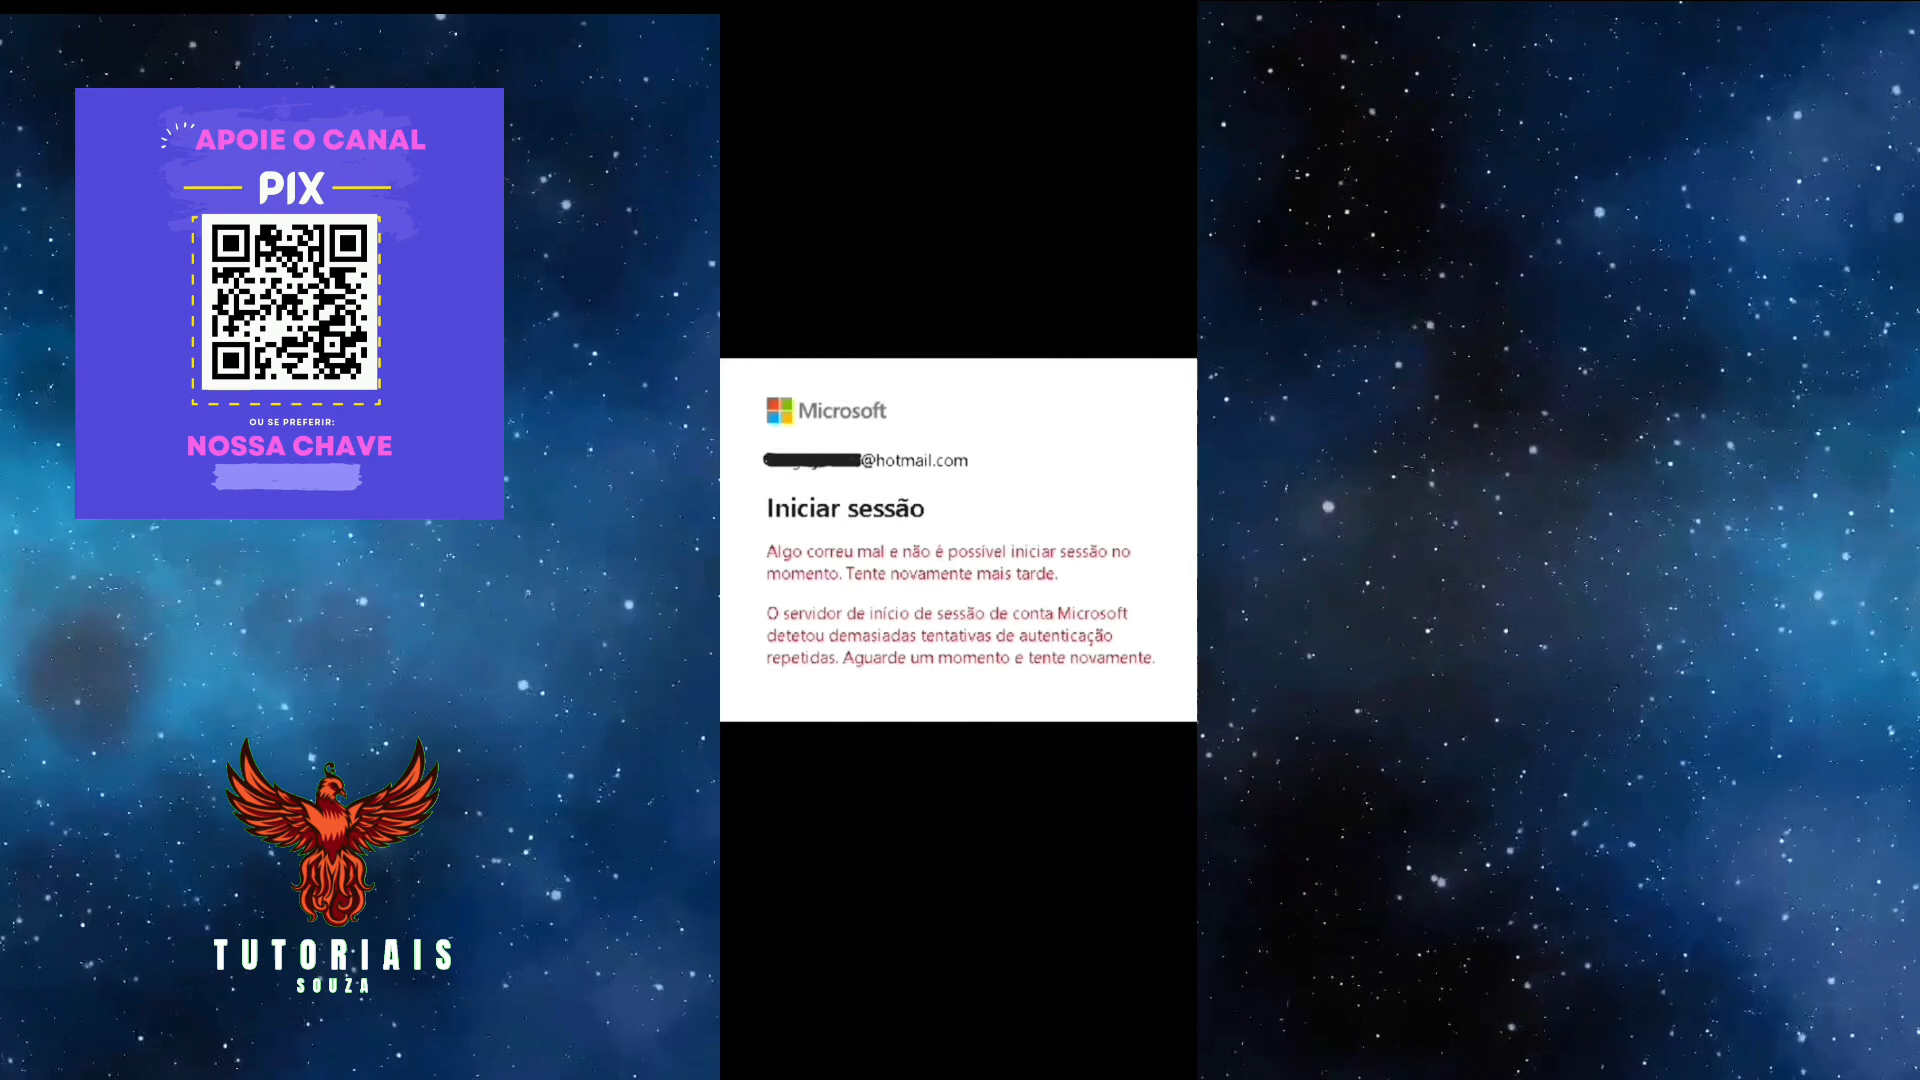 APOIE O CANAL
PIX
OU SE PREFERIR:
NOSSA CHAVE
TUTORIAIS
SOUZA
Microsoft
@hotmail.com
Iniciar sessão
Algo correu mal e não é possível iniciar sessão no
momento. Tente novamente mais tarde.
O servidor de início de sessão de conta Microsoft
detetou demasiadas tentativas de autenticação
repetidas. Aguarde um momento e tente novamente.